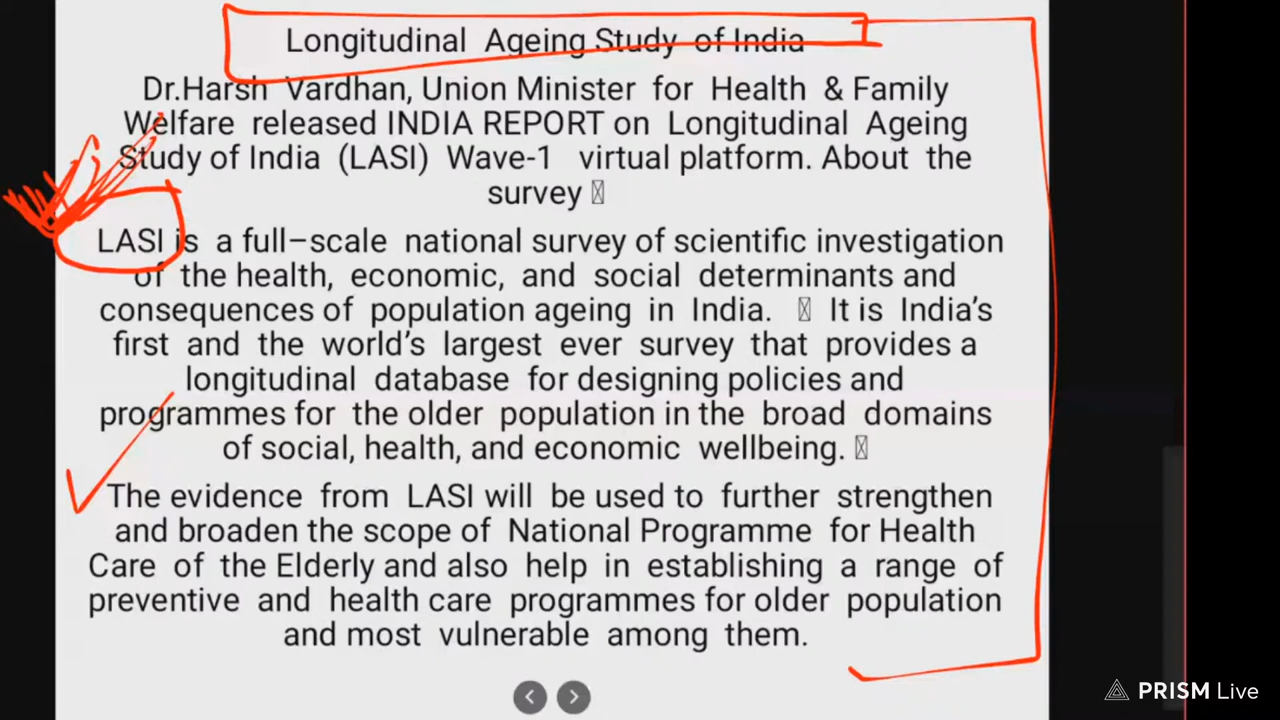 Longitudinal Ageing Study of India
Dr.Harsh Vardhan, Union Minister for Health & Family
Welfare released INDIA REPORT on Longitudinal Ageing
Study of India (LASI) Wave-1 virtual platform. About the
survey
LASI is a full–scale national survey of scientific investigation
of the health, economic, and social determinants and
consequences of population ageing in India. It is India's
first and the world's largest ever survey that provides a
longitudinal database for designing policies and
programmes for the older population in the broad domains
of social, health, and economic wellbeing.
The evidence from LASI will be used to further strengthen
and broaden the scope of National Programme for Health
Care of the Elderly and also help in establishing a range of
preventive and health care programmes for older population
and most vulnerable among them.
PRISM Live